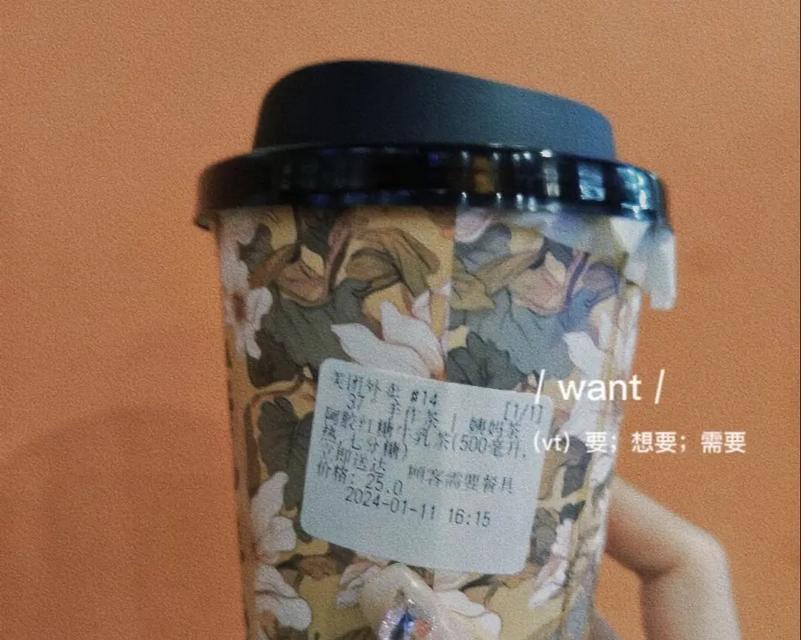 美团外卖 #14 [1/1]
37°手作茶 | 姨妈茶
阿胶红糖牛乳茶(500毫升,
热,七分糖)
立即送达 顾客需要餐具
价格: 25.0
2024-01-11 16:15
/ want /
(vt) 要；想要；需要